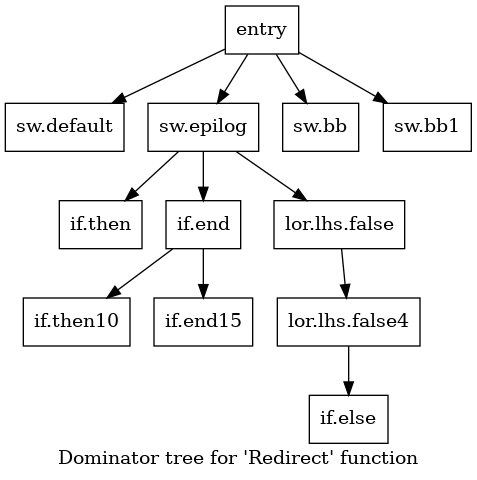 entry
sw.default
sw.epilog
sw.bb
sw.bb1
if.then
if.end
lor.lhs.false
if.then10
if.end15
lor.lhs.false4
if.else
Dominator tree for 'Redirect' function